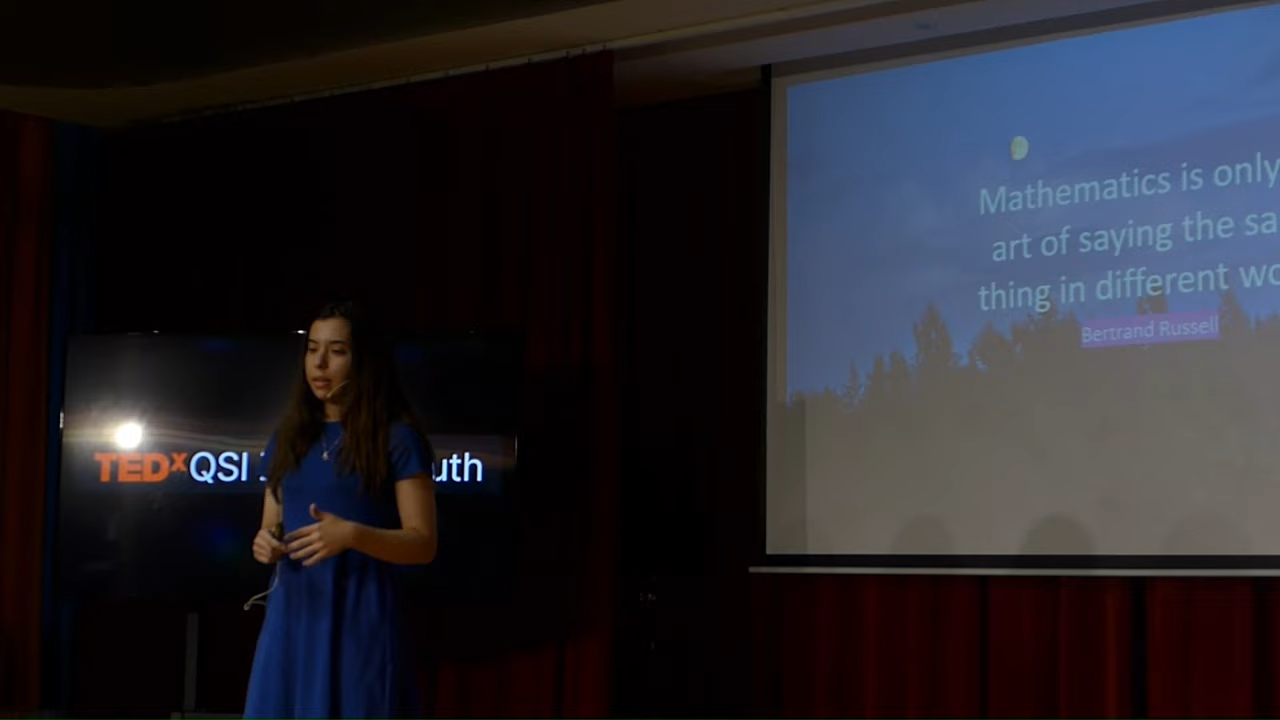 TEDxQSI uth
Mathematics is only
art of saying the sa
thing in different wo
Bertrand Russell